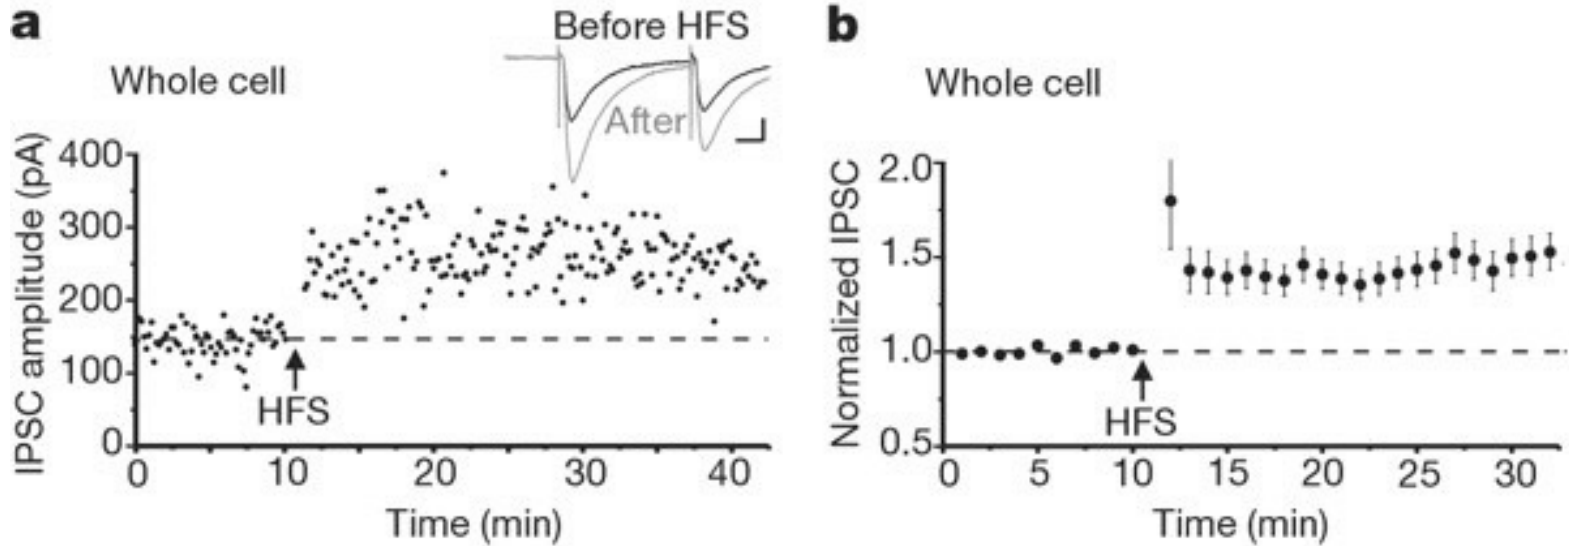 a
Before HFS
Whole cell
After
IPSC amplitude (pA)
400
300
200
100
0
HFS
0 10 20 30 40
Time (min)
b
Whole cell
Normalized IPSC
2.0
1.5
1.0
0.5
HFS
0 5 10 15 20 25 30
Time (min)